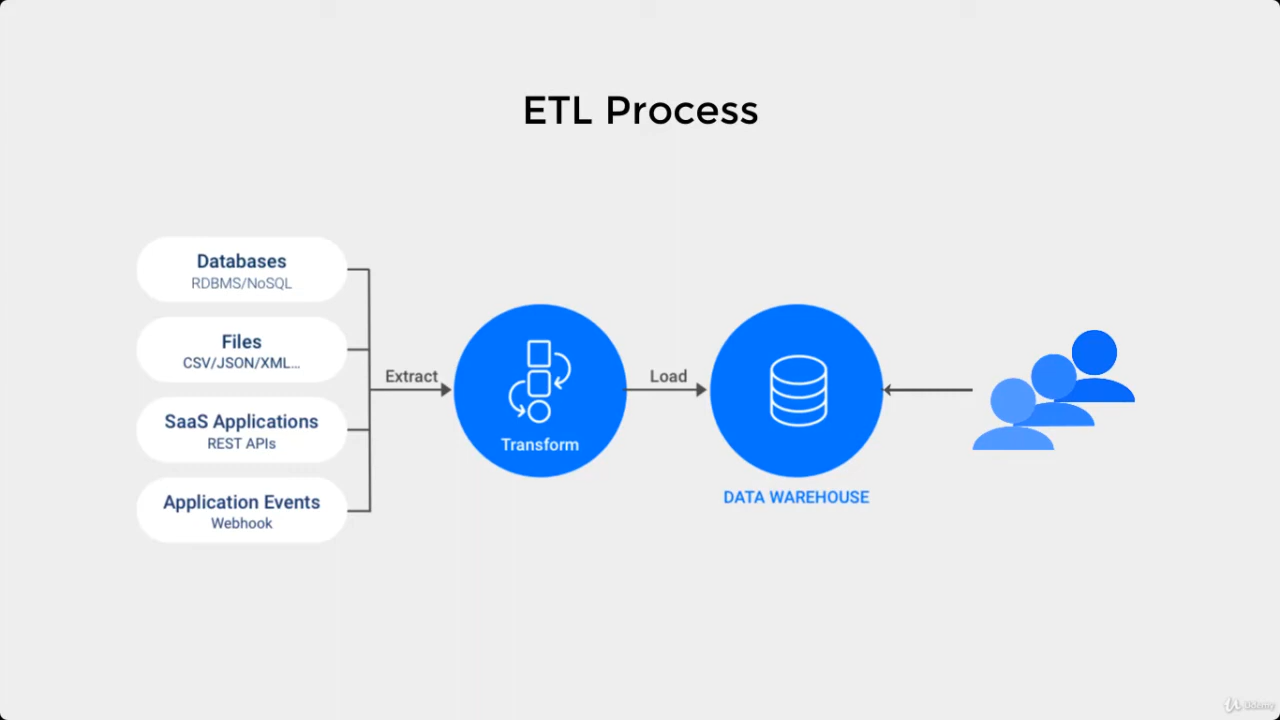 ETL Process
Databases
RDBMS/NoSQL
Files
CSV/JSON/XML...
SaaS Applications
REST APIs
Application Events
Webhook
Extract
Transform
Load
DATA WAREHOUSE
Udemy